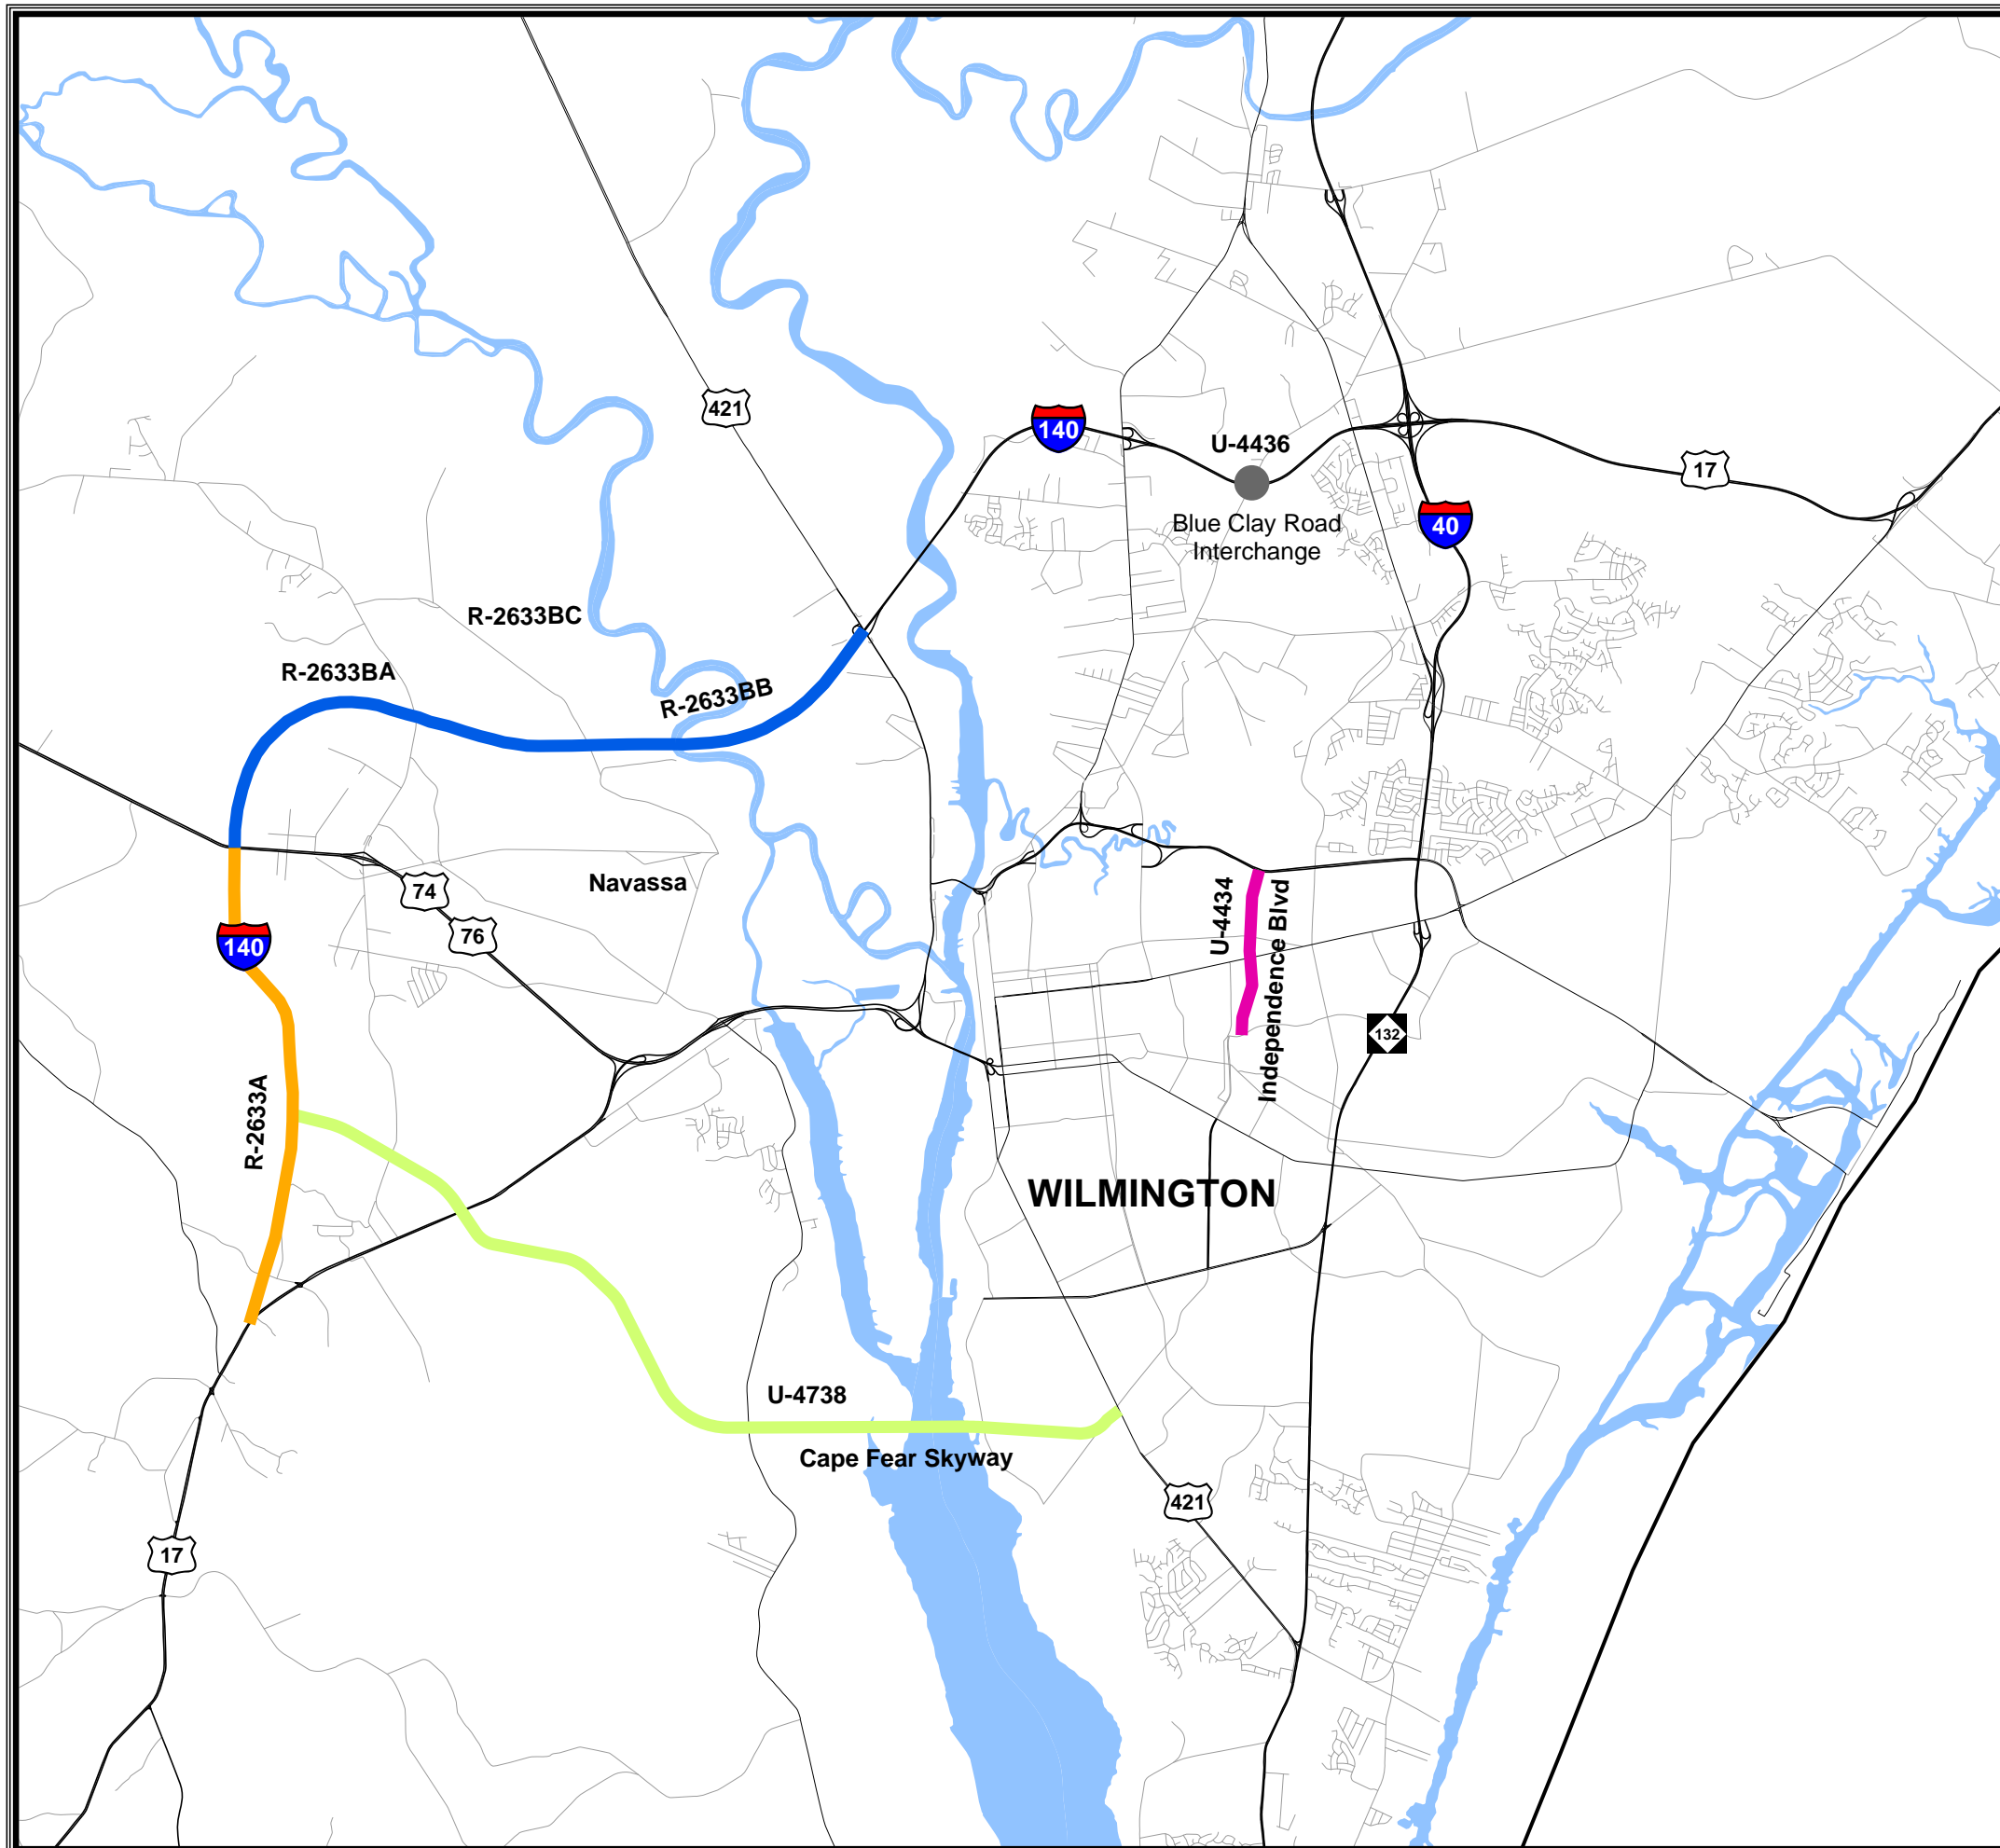 421
140
U-4436
17
Blue Clay Road
Interchange
40
R-2633BC
R-2633BA
R-2633BB
74
Navassa
76
140
U-4434
Independence Blvd
132
R-2633A
WILMINGTON
U-4738
Cape Fear Skyway
421
17